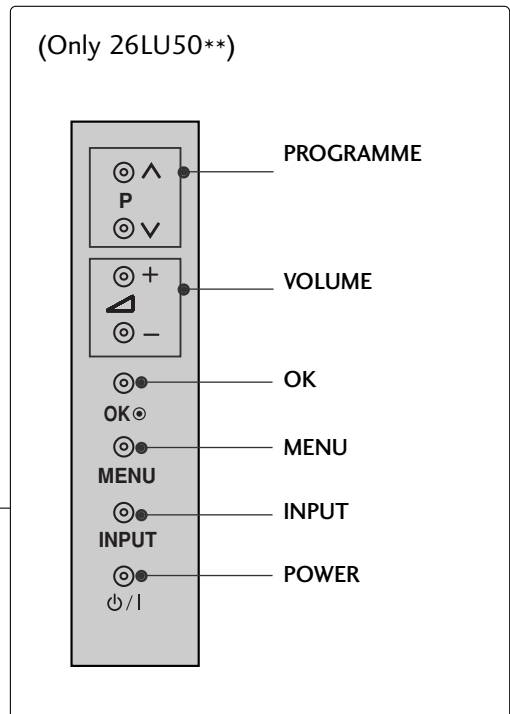 (Only 26LU50**)
PROGRAMME
P
VOLUME
+
-
OK
OK
MENU
MENU
INPUT
INPUT
POWER
/ I